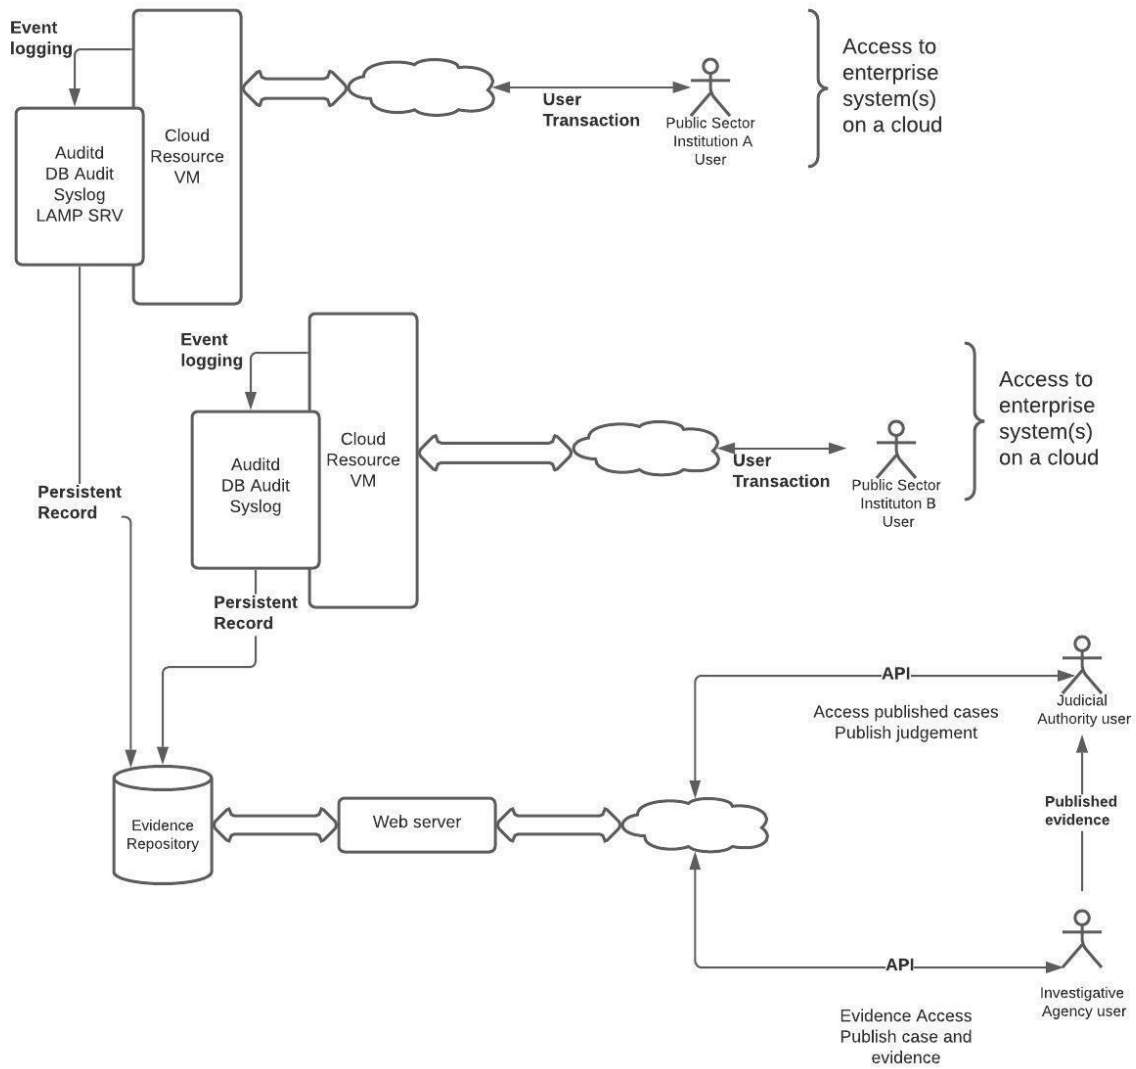 Event
logging
Auditd
DB Audit
Syslog
LAMP SRV
Cloud
Resource
VM
User
Transaction
Public Sector
Institution A
User
Access to
enterprise
system(s)
on a cloud
Event
logging
Auditd
DB Audit
Syslog
Cloud
Resource
VM
User
Transaction
Public Sector
Instituton B
User
Access to
enterprise
system(s)
on a cloud
Persistent
Record
Persistent
Record
Evidence
Repository
Web server
API
Access published cases
Publish judgement
Judicial
Authority user
Published
evidence
API
Evidence Access
Publish case and
evidence
Investigative
Agency user